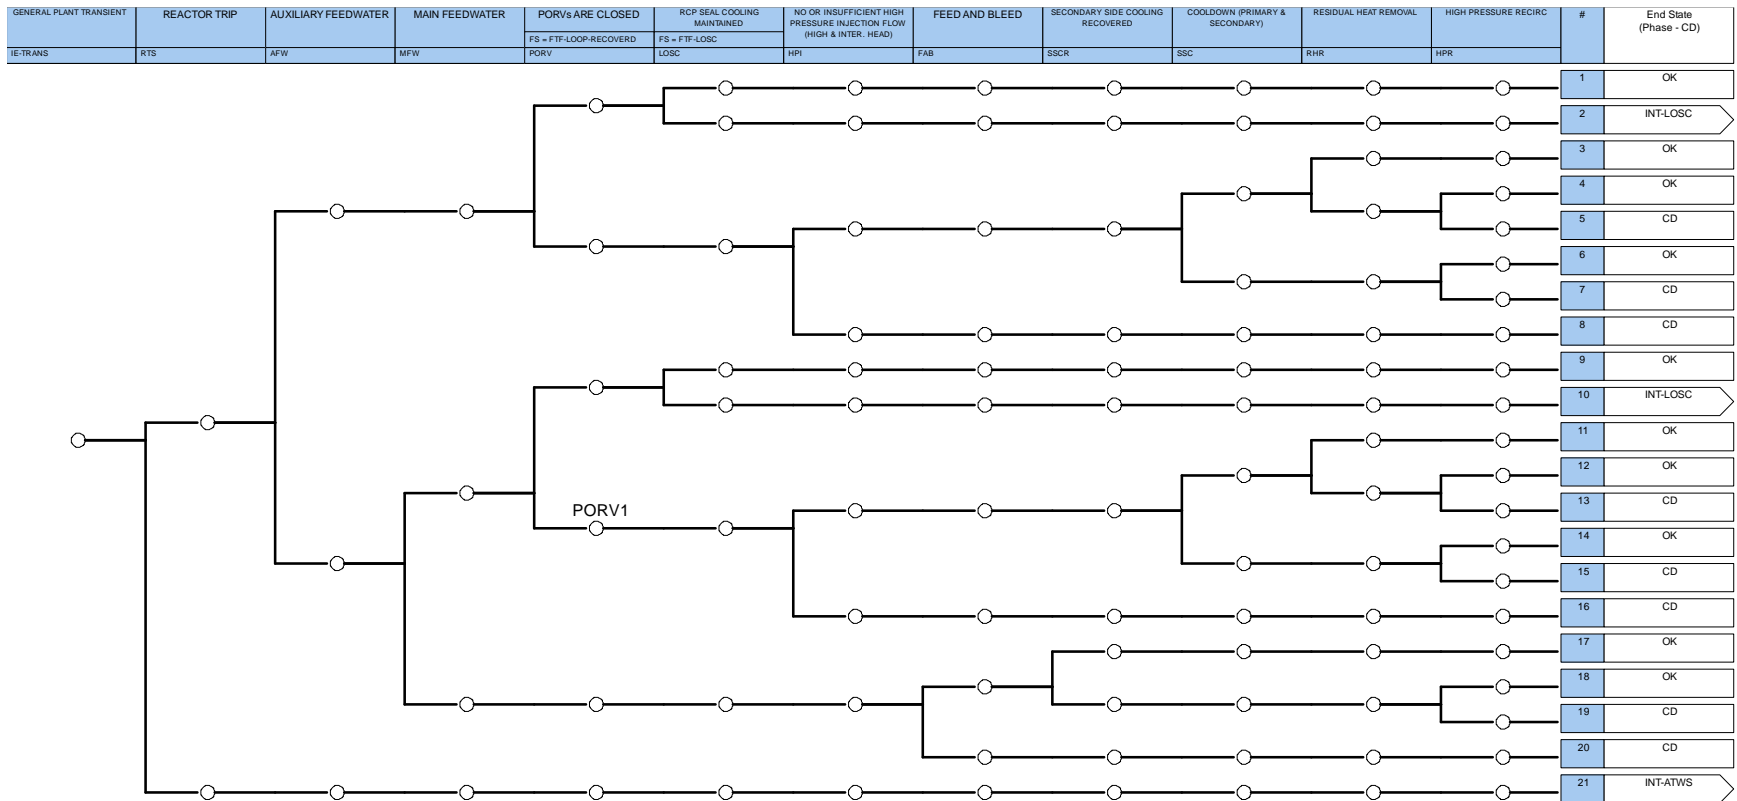 GENERAL PLANT TRANSIENT
IE-TRANS
REACTOR TRIP
RTS
AUXILIARY FEEDWATER
AFW
MAIN FEEDWATER
MFW
PORVs ARE CLOSED
FS = FTF-LOOP-RECOVERD
PORV
RCP SEAL COOLING
MAINTAINED
FS = FTF-LOSC
LOSC
NO OR INSUFFICIENT HIGH
PRESSURE INJECTION FLOW
(HIGH & INTER. HEAD)
HPI
FEED AND BLEED
FAB
SECONDARY SIDE COOLING
RECOVERED
SSCR
COOLDOWN (PRIMARY &
SECONDARY)
SSC
RESIDUAL HEAT REMOVAL
RHR
HIGH PRESSURE RECIRC
HPR
#
End State
(Phase - CD)
1 OK
2 INT-LOSC
3 OK
4 OK
5 CD
6 OK
7 CD
8 CD
9 OK
10 INT-LOSC
11 OK
12 OK
PORV1
13 CD
14 OK
15 CD
16 CD
17 OK
18 OK
19 CD
20 CD
21 INT-ATWS